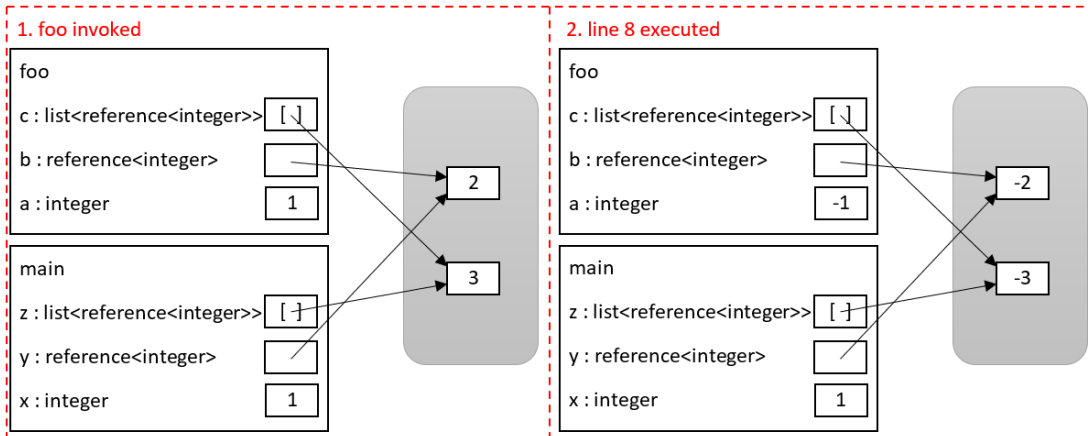 1. foo invoked
foo
c : list<reference<integer>> [ ]
b : reference<integer>
a : integer 1
main
z : list<reference<integer>> [ ]
y : reference<integer>
x : integer 1
2
3
2. line 8 executed
foo
c : list<reference<integer>> [ ]
b : reference<integer>
a : integer -1
main
z : list<reference<integer>> [ ]
y : reference<integer>
x : integer 1
-2
-3